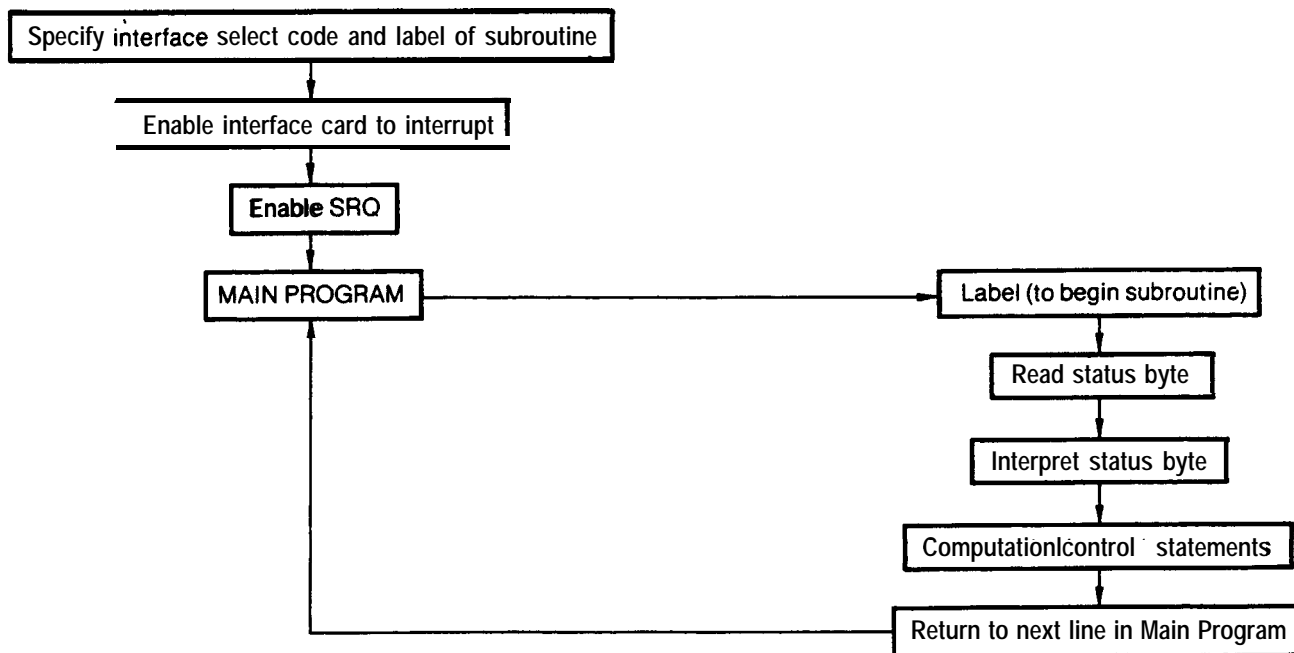 Specify interface select code and label of subroutine
Enable interface card to interrupt
Enable SRQ
MAIN PROGRAM
Label (to begin subroutine)
Read status byte
Interpret status byte
Computation/control statements
Return to next line in Main Program